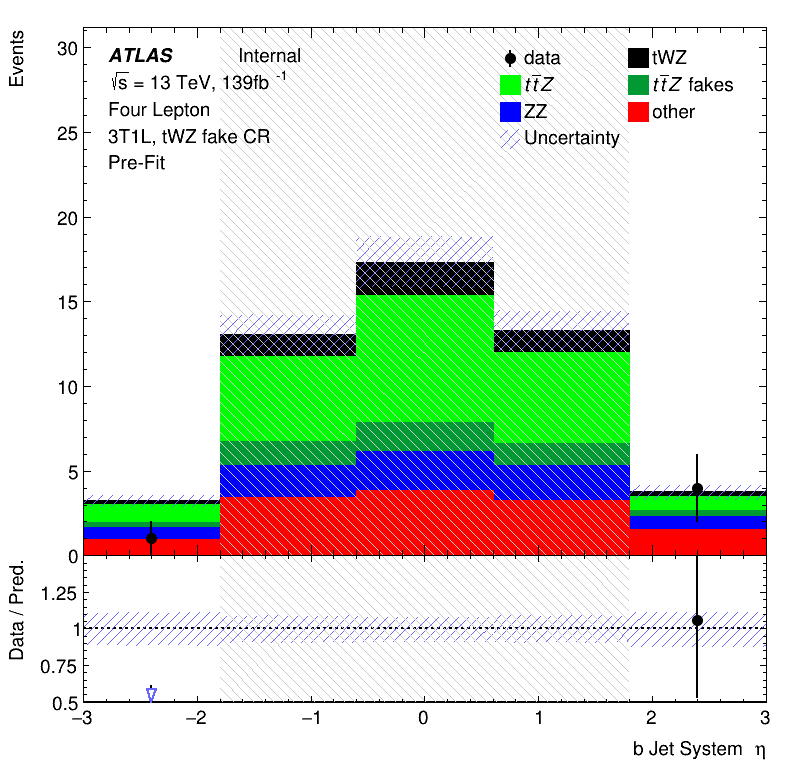 Events
30
25
20
15
10
5
0
ATLAS Internal
√s = 13 TeV, 139fb⁻¹
Four Lepton
3T1L, tWZ fake CR
Pre-Fit
data tWZ
tt̄Z tt̄Z fakes
ZZ other
Uncertainty
Data / Pred.
1.25
1
0.75
0.5
−3 −2 −1 0 1 2 3
b Jet System η